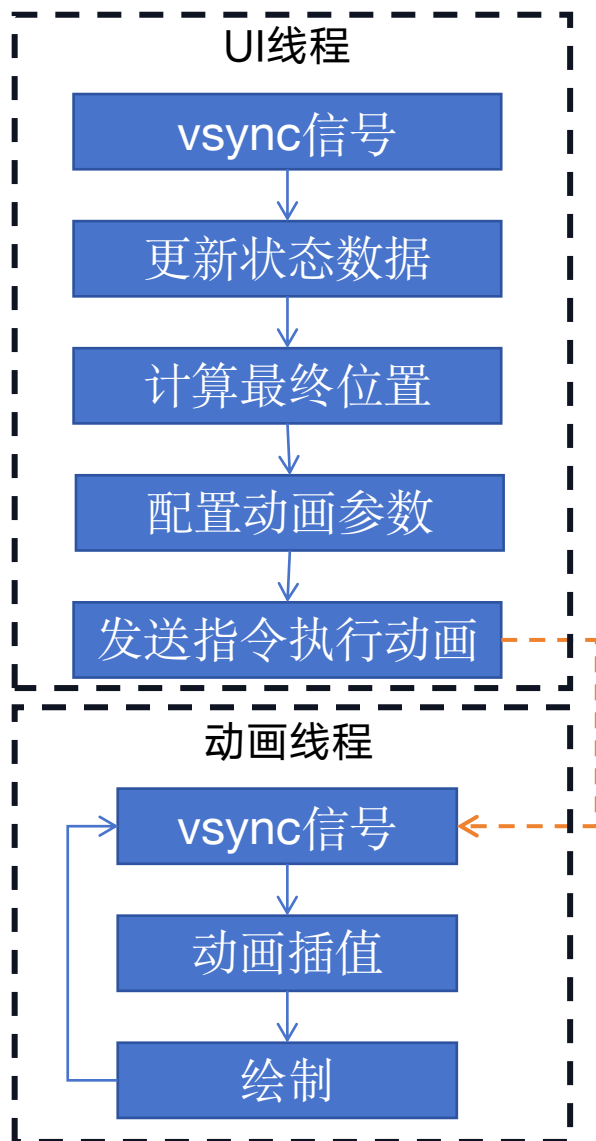 UI线程
vsync信号
更新状态数据
计算最终位置
配置动画参数
发送指令执行动画
动画线程
vsync信号
动画插值
绘制